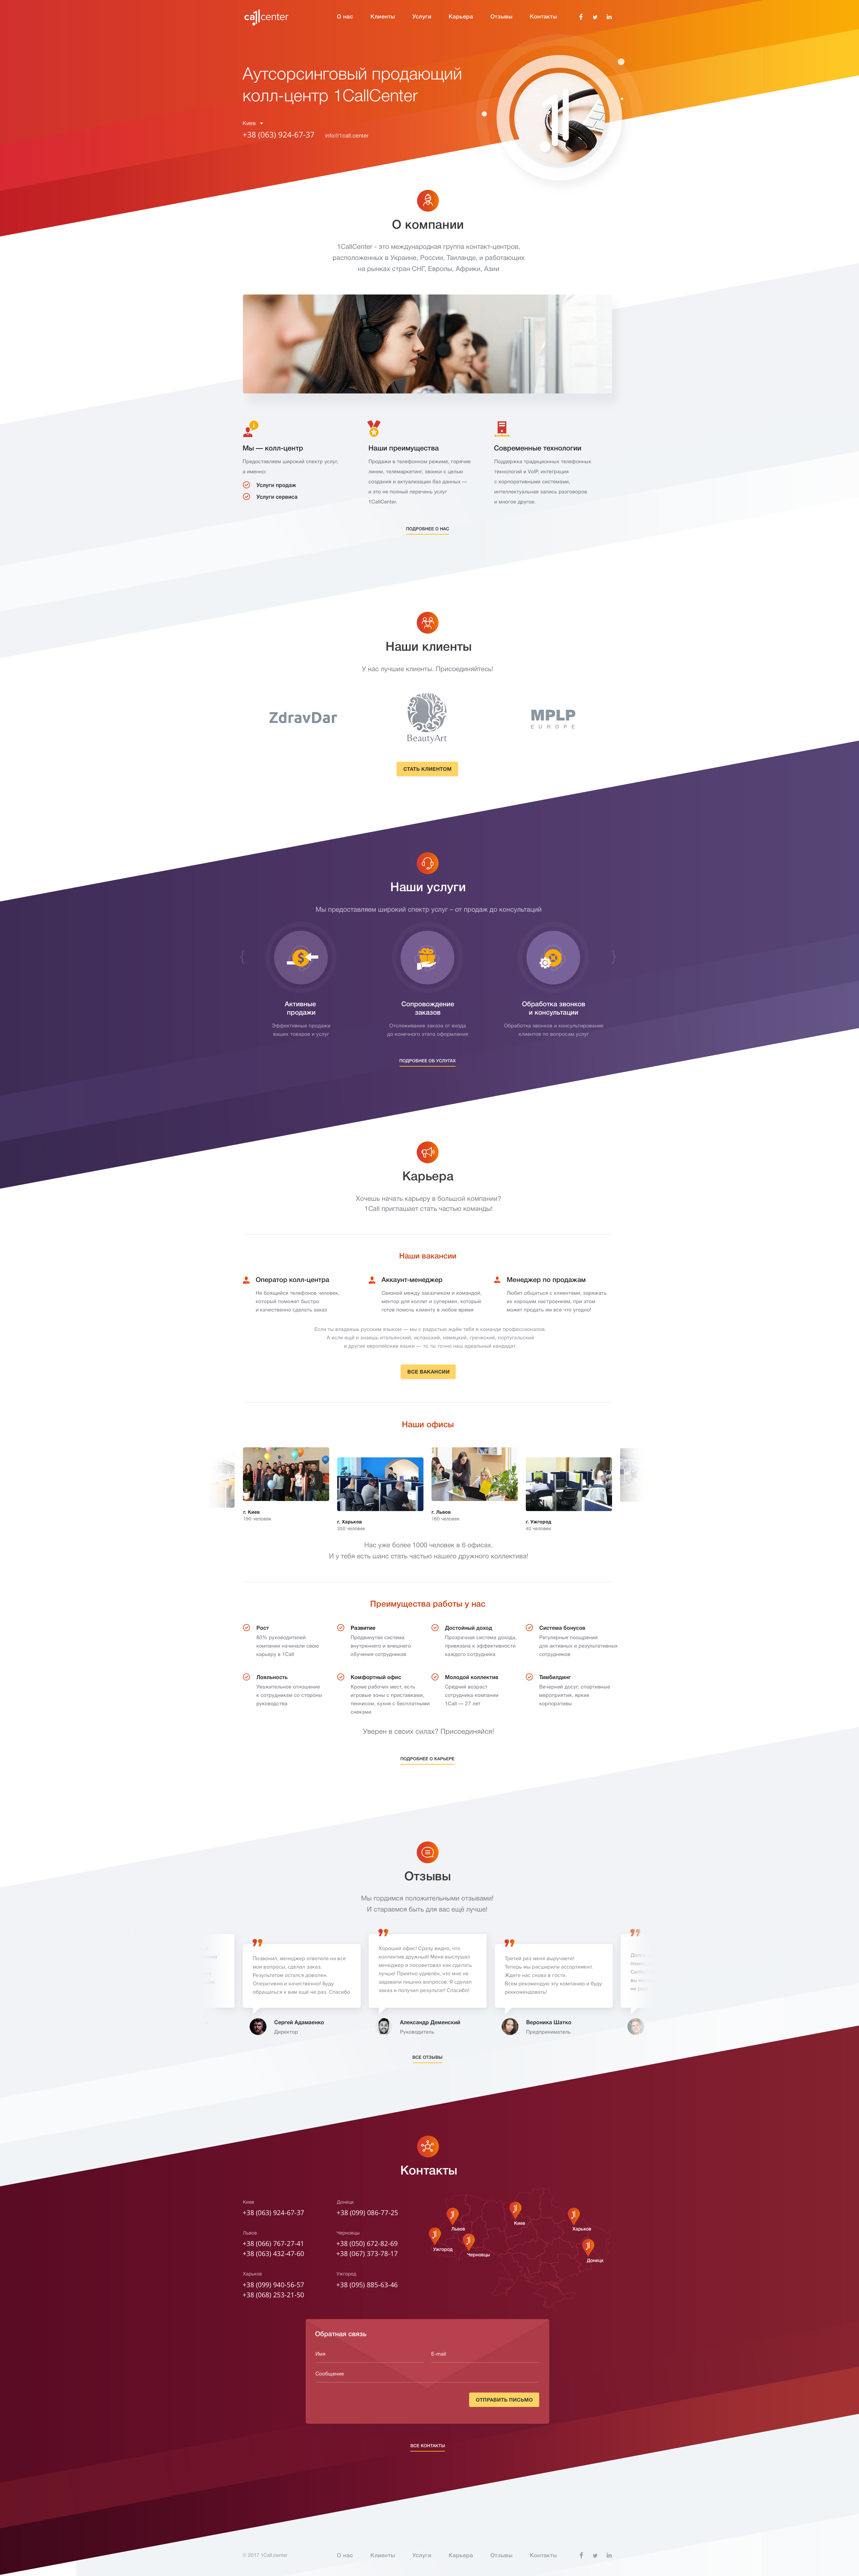 callcenter
О нас Клиенты Услуги Карьера Отзывы Контакты
Аутсорсинговый продающий
колл-центр 1CallCenter
Киев
+38 (063) 924-67-37 info@1call.center
О компании
1CallCenter - это международная группа контакт-центров,
расположенных в Украине, России, Таиланде, и работающих
на рынках стран СНГ, Европы, Африки, Азии
Мы — колл-центр
Предоставляем широкий спектр услуг,
а именно:
Услуги продаж
Услуги сервиса
Наши преимущества
Продажи в телефонном режиме, горячие
линии, телемаркетинг, звонки с целью
создания и актуализации баз данных —
и это не полный перечень услуг
1CallCenter.
Современные технологии
Поддержка традиционных телефонных
технологий и VoIP, интеграция
с корпоративными системами,
интеллектуальная запись разговоров
и многое другое.
ПОДРОБНЕЕ О НАС
Наши клиенты
У нас лучшие клиенты. Присоединяйтесь!
ZdravDar
BeautyArt
MPLP
EUROPE
СТАТЬ КЛИЕНТОМ
Наши услуги
Мы предоставляем широкий спектр услуг – от продаж до консультаций
Активные
продажи
Эффективные продажи
ваших товаров и услуг
Сопровождение
заказов
Отслеживание заказа от входа
до конечного этапа оформления
Обработка звонков
и консультации
Обработка звонков и консультирование
клиентов по вопросам услуг
ПОДРОБНЕЕ ОБ УСЛУГАХ
Карьера
Хочешь начать карьеру в большой компании?
1Call приглашает стать частью команды!
Наши вакансии
Оператор колл-центра
Не боящийся телефонов человек,
который поможет быстро
и качественно сделать заказ
Аккаунт-менеджер
Связной между заказчиком и командой,
ментор для коллег и супермен, который
готов помочь клиенту в любое время
Менеджер по продажам
Любит общаться с клиентами, заряжать
их хорошим настроением, при этом
может продать им все что угодно!
Если ты владеешь русским языком — мы с радостью ждём тебя в команде профессионалов.
А если ещё и знаешь итальянский, испанский, немецкий, греческий, португальский
и другие европейские языки — то ты точно наш идеальный кандидат.
ВСЕ ВАКАНСИИ
Наши офисы
г. Киев
190 человек
г. Харьков
350 человек
г. Львов
160 человек
г. Ужгород
40 человек
Нас уже более 1000 человек в 6 офисах.
И у тебя есть шанс стать частью нашего дружного коллектива!
Преимущества работы у нас
Рост
80% руководителей
компании начинали свою
карьеру в 1Call
Развитие
Продвинутая система
внутреннего и внешнего
обучения сотрудников
Достойный доход
Прозрачная система дохода,
привязана к эффективности
каждого сотрудника
Система бонусов
Регулярные поощрения
для активных и результативных
сотрудников
Лояльность
Уважительное отношение
к сотрудникам со стороны
руководства
Комфортный офис
Кроме рабочих мест, есть
игровые зоны с приставками,
теннисом, кухня с бесплатными
снеками
Молодой коллектив
Средний возраст
сотрудника компании
1Call — 27 лет
Тимбилдинг
Вечерний досуг, спортивные
мероприятия, яркие
корпоративы
Уверен в своих силах? Присоединяйся!
ПОДРОБНЕЕ О КАРЬЕРЕ
Отзывы
Мы гордимся положительными отзывами!
И стараемся быть для вас ещё лучше!
Позвонил, менеджер ответила на все
мои вопросы, сделал заказ.
Результатом остался доволен.
Оперативно и качественно! Буду
обращаться к вам ещё не раз. Спасибо
Сергей Адамаенко
Директор
Хороший офис! Сразу видно, что
коллектив дружный! Меня выслушал
менеджер и посоветовал как сделать
лучше! Приятно удивлён, что мне не
задавали лишних вопросов. Я сделал
заказ и получил результат! Спасибо!
Александр Деменский
Руководитель
Третий раз меня выручаете!
Теперь мы расширили ассортимент.
Ждите нас снова в гости.
Всем рекомендую эту компанию и буду
реккомендовать!
Вероника Шатко
Предприниматель
ВСЕ ОТЗЫВЫ
Контакты
Киев
+38 (063) 924-67-37
Донецк
+38 (099) 086-77-25
Львов
+38 (066) 767-27-41
+38 (063) 432-47-60
Черновцы
+38 (050) 672-82-69
+38 (067) 373-78-17
Харьков
+38 (099) 940-56-57
+38 (068) 253-21-50
Ужгород
+38 (095) 885-63-46
Киев
Львов
Харьков
Ужгород
Черновцы
Донецк
Обратная связь
Имя E-mail
Сообщение
ОТПРАВИТЬ ПИСЬМО
ВСЕ КОНТАКТЫ
© 2017 1Call.center О нас Клиенты Услуги Карьера Отзывы Контакты